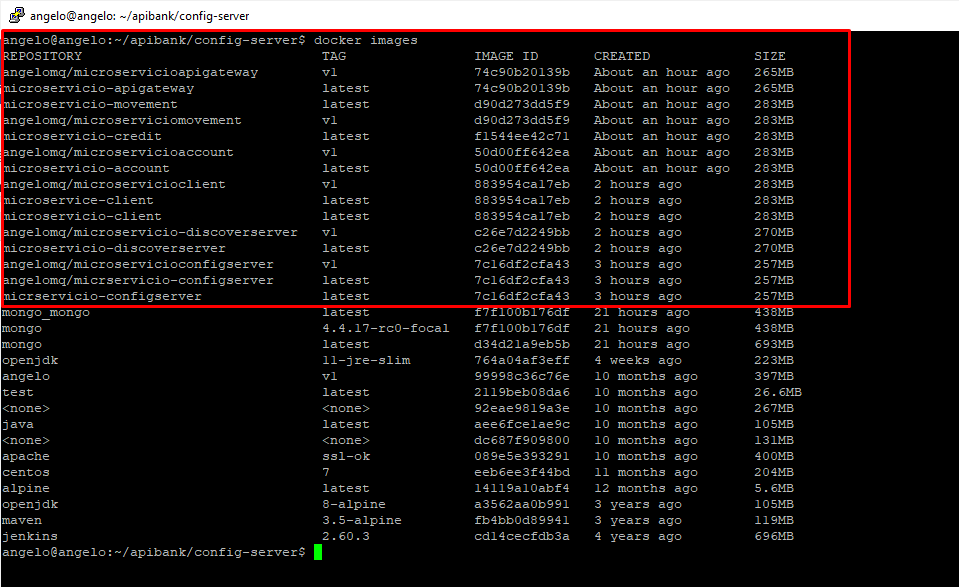 angelo@angelo: ~/apibank/config-server
angelo@angelo:~/apibank/config-server$ docker images
REPOSITORY TAG IMAGE ID CREATED SIZE
angelomq/microservicioapigateway v1 74c90b20139b About an hour ago 265MB
microservicio-apigateway latest 74c90b20139b About an hour ago 265MB
microservicio-movement latest d90d273dd5f9 About an hour ago 283MB
angelomq/microserviciomovement v1 d90d273dd5f9 About an hour ago 283MB
microservicio-credit latest f1544ee42c71 About an hour ago 283MB
angelomq/microservicioaccount v1 50d00ff642ea About an hour ago 283MB
microservicio-account latest 50d00ff642ea About an hour ago 283MB
angelomq/microservicioclient v1 883954ca17eb 2 hours ago 283MB
microservice-client latest 883954ca17eb 2 hours ago 283MB
microservicio-client latest 883954ca17eb 2 hours ago 283MB
angelomq/microservicio-discoverserver v1 c26e7d2249bb 2 hours ago 270MB
microservicio-discoverserver latest c26e7d2249bb 2 hours ago 270MB
angelomq/microservicioconfigserver v1 7c16df2cfa43 3 hours ago 257MB
angelomq/micrservicio-configserver latest 7c16df2cfa43 3 hours ago 257MB
micrservicio-configserver latest 7c16df2cfa43 3 hours ago 257MB
mongo_mongo latest f7f100b176df 21 hours ago 438MB
mongo 4.4.17-rc0-focal f7f100b176df 21 hours ago 438MB
mongo latest d34d21a9eb5b 21 hours ago 693MB
openjdk 11-jre-slim 764a04af3eff 4 weeks ago 223MB
angelo v1 99998c36c76e 10 months ago 397MB
test latest 2119beb08da6 10 months ago 26.6MB
<none> <none> 92eae9819a3e 10 months ago 267MB
java latest aee6fce1ae9c 10 months ago 105MB
<none> <none> dc687f909800 10 months ago 131MB
apache ssl-ok 089e5e393291 10 months ago 400MB
centos 7 eeb6ee3f44bd 11 months ago 204MB
alpine latest 14119a10abf4 12 months ago 5.6MB
openjdk 8-alpine a3562aa0b991 3 years ago 105MB
maven 3.5-alpine fb4bb0d89941 3 years ago 119MB
jenkins 2.60.3 cd14cecfdb3a 4 years ago 696MB
angelo@angelo:~/apibank/config-server$